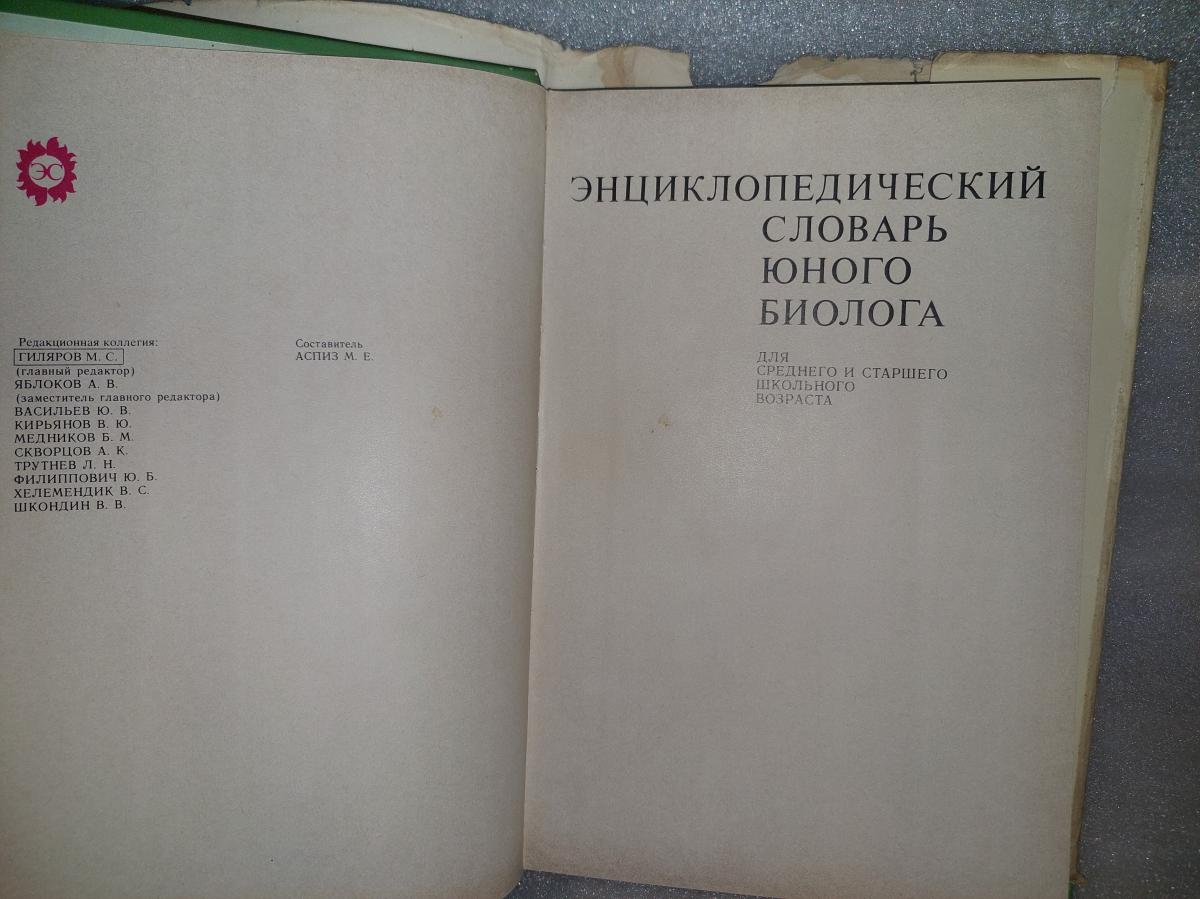 ЭС
Редакционная коллегия:
ГИЛЯРОВ М. С.
(главный редактор)
ЯБЛОКОВ А. В.
(заместитель главного редактора)
ВАСИЛЬЕВ Ю. В.
КИРЬЯНОВ В. Ю.
МЕДНИКОВ Б. М.
СКВОРЦОВ А. К.
ТРУТНЕВ Л. Н.
ФИЛИППОВИЧ Ю. Б.
ХЕЛЕМЕНДИК В. С.
ШКОНДИН В. В.
Составитель
АСПИЗ М. Е.
ЭНЦИКЛОПЕДИЧЕСКИЙ
СЛОВАРЬ
ЮНОГО
БИОЛОГА
ДЛЯ
СРЕДНЕГО И СТАРШЕГО
ШКОЛЬНОГО
ВОЗРАСТА